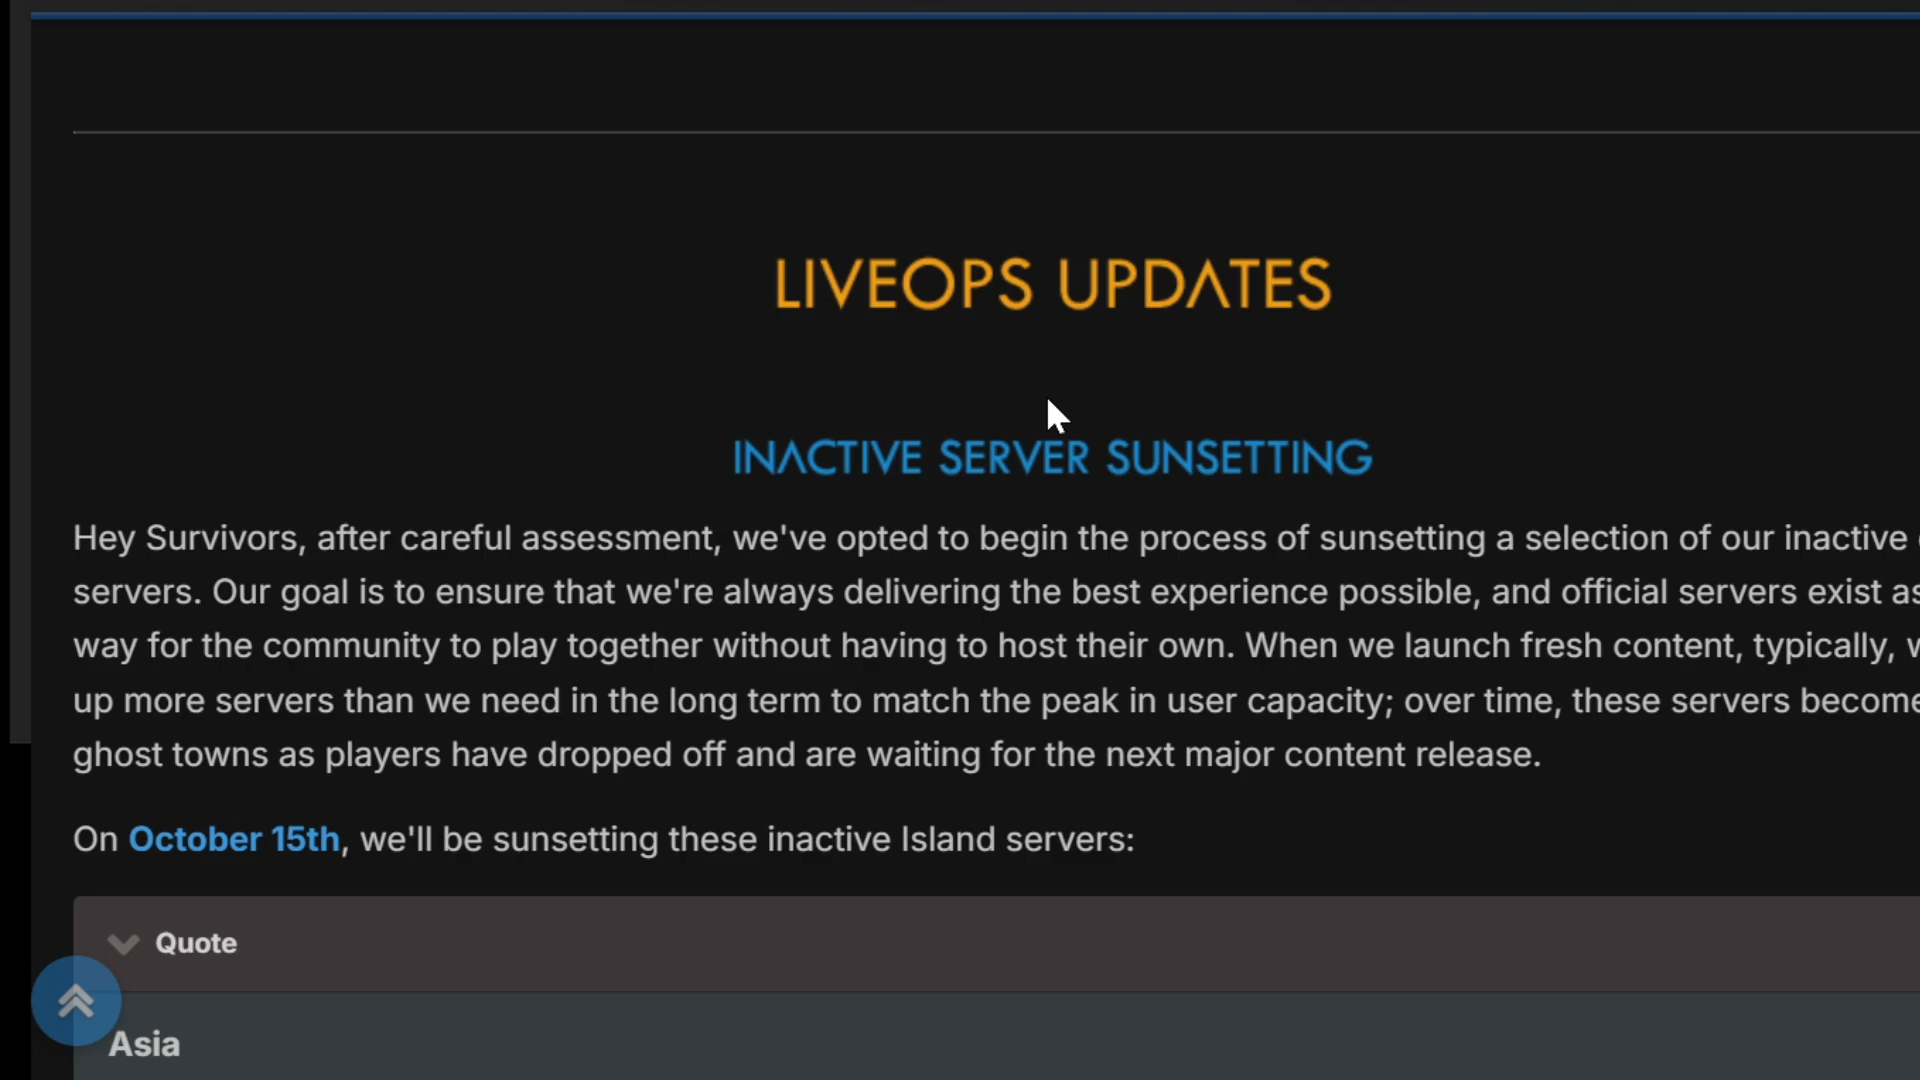 LIVEOPS UPDATES
INACTIVE SERVER SUNSETTING
Hey Survivors, after careful assessment, we've opted to begin the process of sunsetting a selection of our inactive
servers. Our goal is to ensure that we're always delivering the best experience possible, and official servers exist as
way for the community to play together without having to host their own. When we launch fresh content, typically,
up more servers than we need in the long term to match the peak in user capacity; over time, these servers become
ghost towns as players have dropped off and are waiting for the next major content release.
On October 15th, we'll be sunsetting these inactive Island servers:
Quote
Asia